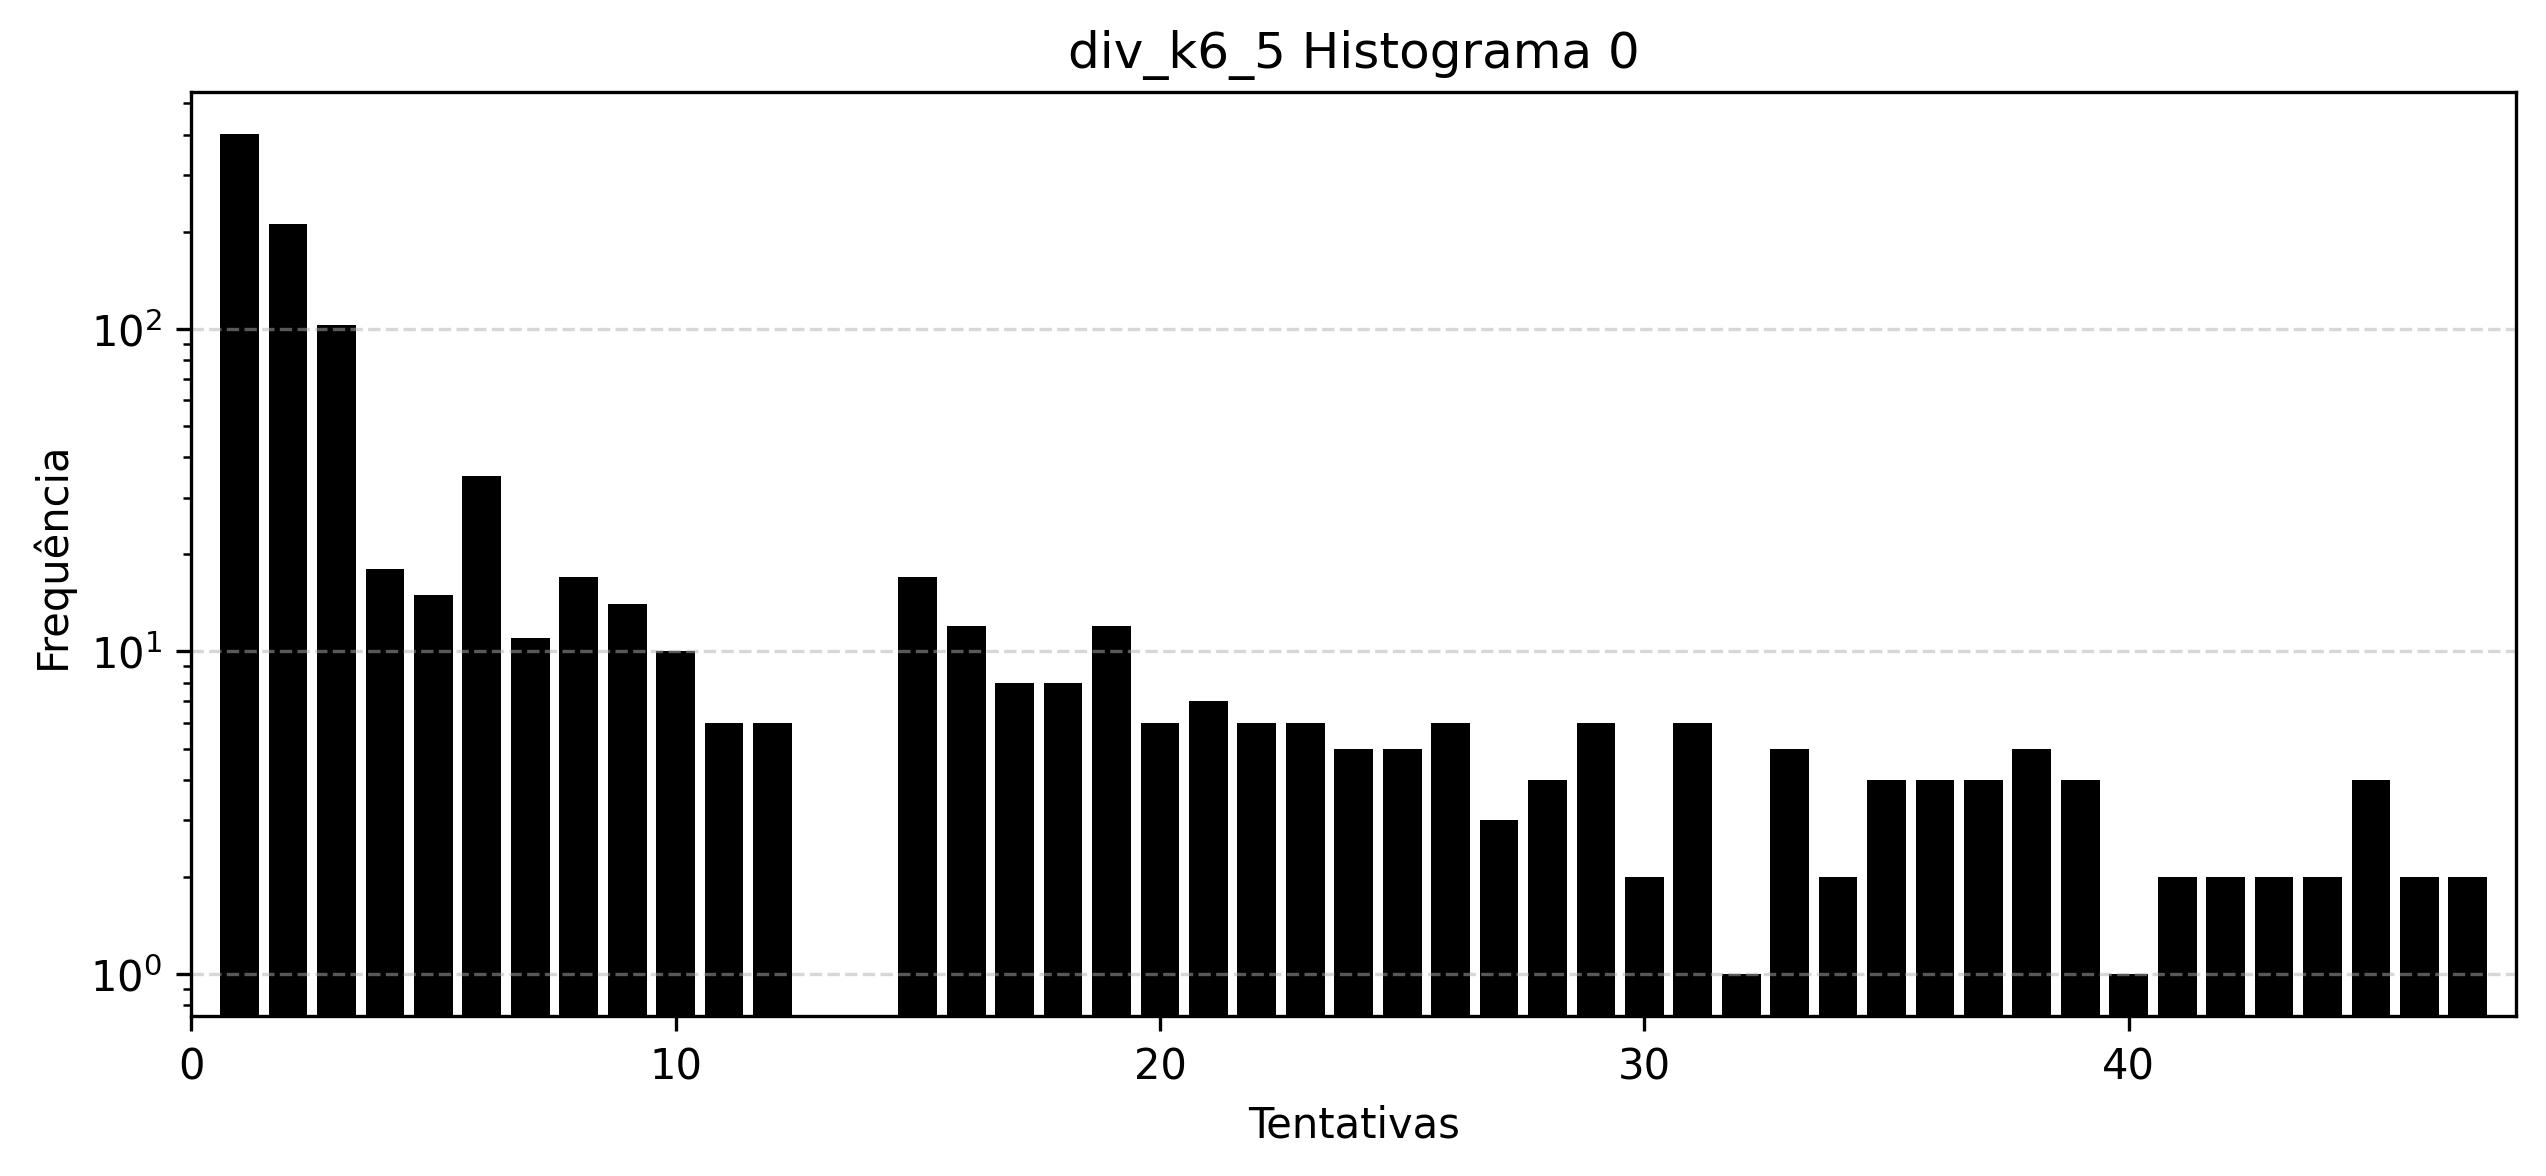 div_k6_5 Histograma 0
Frequência
10²
10¹
10⁰
0 10 20 30 40
Tentativas